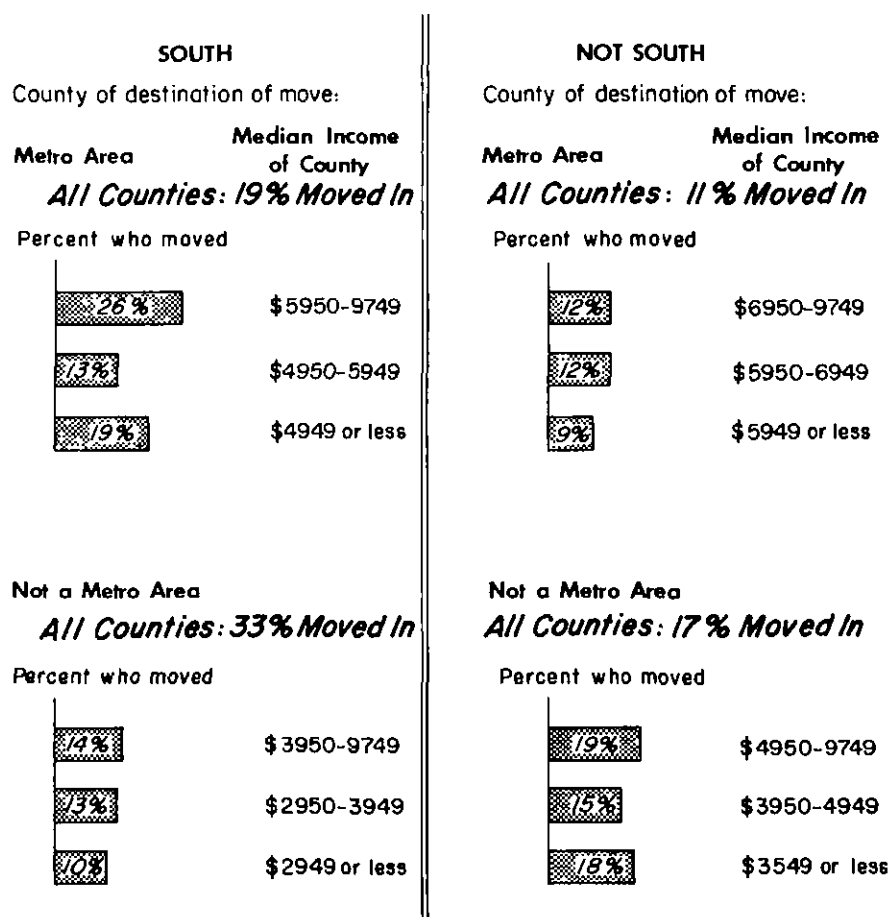 SOUTH
County of destination of move:
Metro Area
Median Income
of County
All Counties: 19% Moved In
Percent who moved
26% $5950-9749
13% $4950-5949
19% $4949 or less
Not a Metro Area
All Counties: 33% Moved In
Percent who moved
14% $3950-9749
13% $2950-3949
10% $2949 or less
NOT SOUTH
County of destination of move:
Metro Area
Median Income
of County
All Counties: 11% Moved In
Percent who moved
12% $6950-9749
12% $5950-6949
9% $5949 or less
Not a Metro Area
All Counties: 17% Moved In
Percent who moved
19% $4950-9749
15% $3950-4949
18% $3549 or less